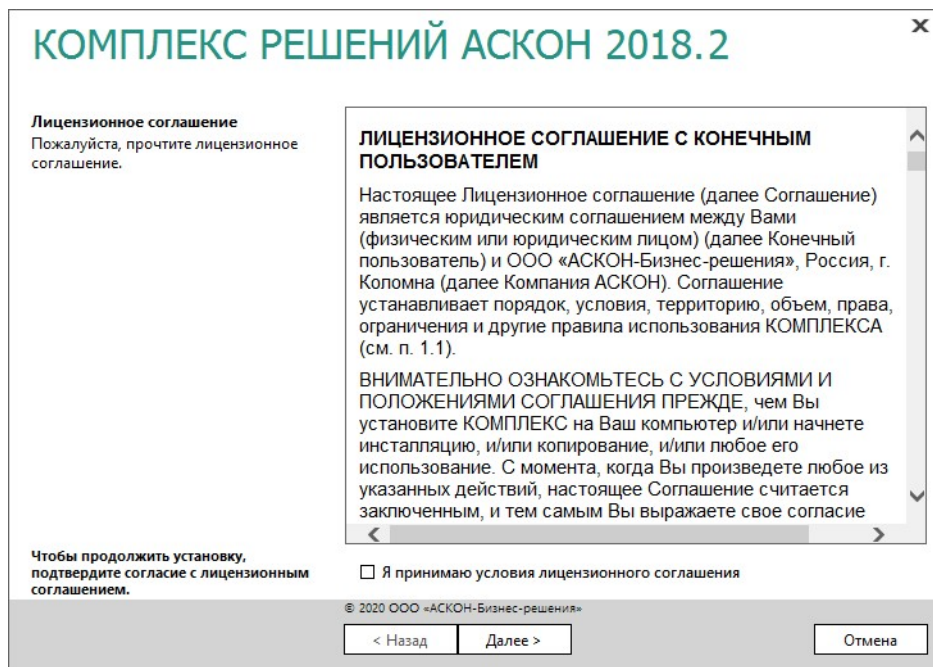 КОМПЛЕКС РЕШЕНИЙ АСКОН 2018.2
Лицензионное соглашение
Пожалуйста, прочтите лицензионное
соглашение.
ЛИЦЕНЗИОННОЕ СОГЛАШЕНИЕ С КОНЕЧНЫМ
ПОЛЬЗОВАТЕЛЕМ
Настоящее Лицензионное соглашение (далее Соглашение)
является юридическим соглашением между Вами
(физическим или юридическим лицом) (далее Конечный
пользователь) и ООО «АСКОН-Бизнес-решения», Россия, г.
Коломна (далее Компания АСКОН). Соглашение
устанавливает порядок, условия, территорию, объем, права,
ограничения и другие правила использования КОМПЛЕКСА
(см. п. 1.1).
ВНИМАТЕЛЬНО ОЗНАКОМЬТЕСЬ С УСЛОВИЯМИ И
ПОЛОЖЕНИЯМИ СОГЛАШЕНИЯ ПРЕЖДЕ, чем Вы
установите КОМПЛЕКС на Ваш компьютер и/или начнете
инсталляцию, и/или копирование, и/или любое его
использование. С момента, когда Вы произведете любое из
указанных действий, настоящее Соглашение считается
заключенным, и тем самым Вы выражаете свое согласие
Чтобы продолжить установку,
подтвердите согласие с лицензионным
соглашением.
Я принимаю условия лицензионного соглашения
© 2020 ООО «АСКОН-Бизнес-решения»
< Назад
Далее >
Отмена